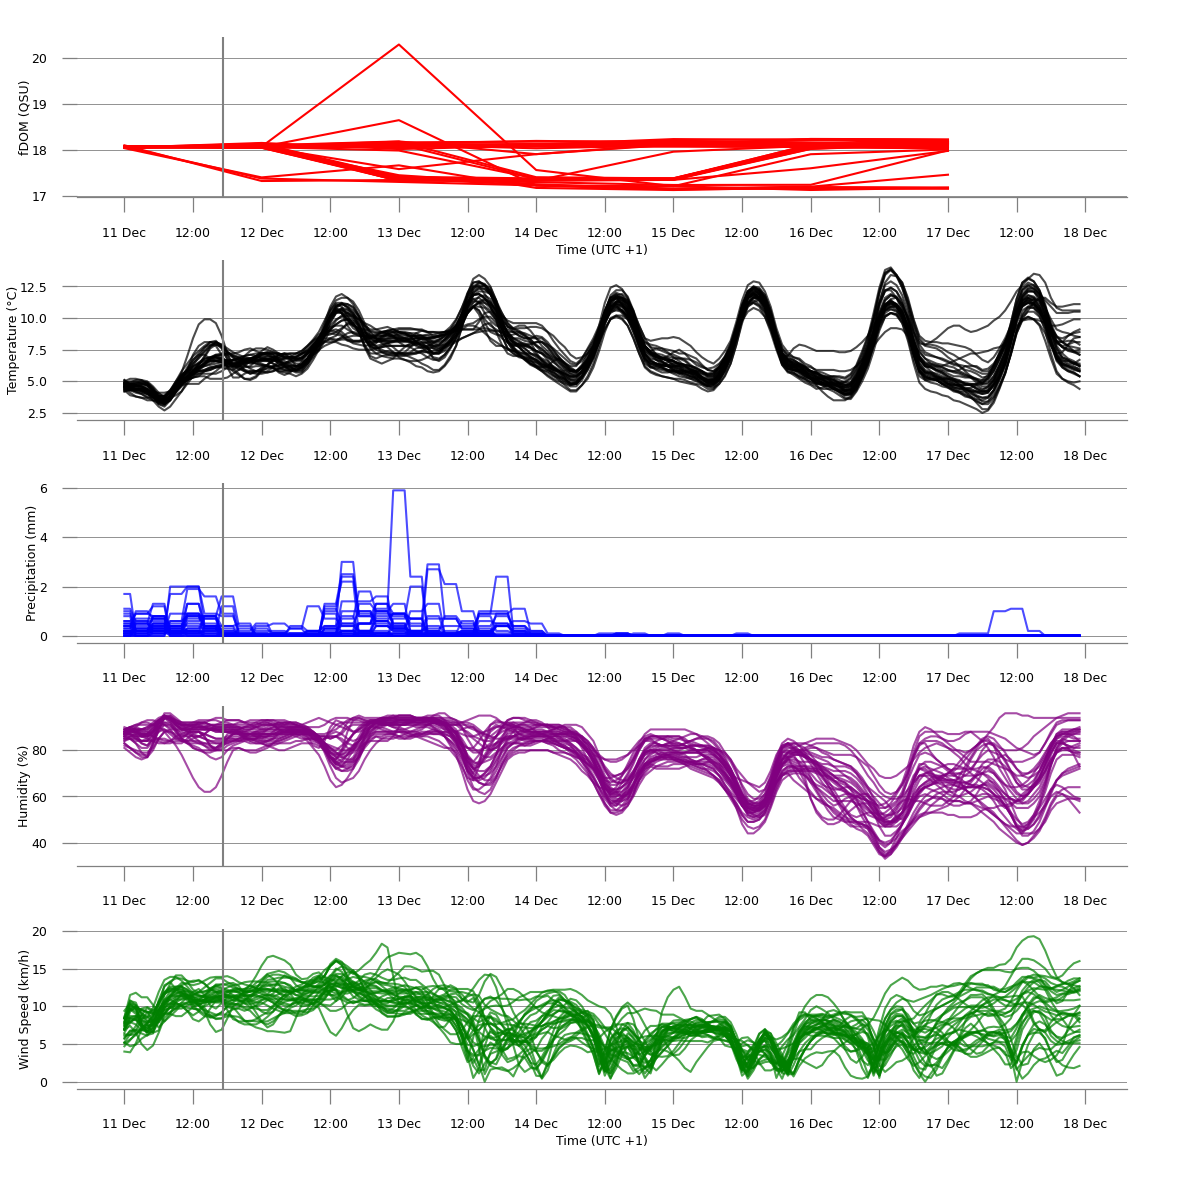 fDOM (QSU)
20
19
18
17
11 Dec 12:00 12 Dec 12:00 13 Dec 12:00 14 Dec 12:00 15 Dec 12:00 16 Dec 12:00 17 Dec 12:00 18 Dec
Time (UTC +1)
Temperature (°C)
12.5
10.0
7.5
5.0
2.5
11 Dec 12:00 12 Dec 12:00 13 Dec 12:00 14 Dec 12:00 15 Dec 12:00 16 Dec 12:00 17 Dec 12:00 18 Dec
Precipitation (mm)
6
4
2
0
11 Dec 12:00 12 Dec 12:00 13 Dec 12:00 14 Dec 12:00 15 Dec 12:00 16 Dec 12:00 17 Dec 12:00 18 Dec
Humidity (%)
80
60
40
11 Dec 12:00 12 Dec 12:00 13 Dec 12:00 14 Dec 12:00 15 Dec 12:00 16 Dec 12:00 17 Dec 12:00 18 Dec
Wind Speed (km/h)
20
15
10
5
0
11 Dec 12:00 12 Dec 12:00 13 Dec 12:00 14 Dec 12:00 15 Dec 12:00 16 Dec 12:00 17 Dec 12:00 18 Dec
Time (UTC +1)